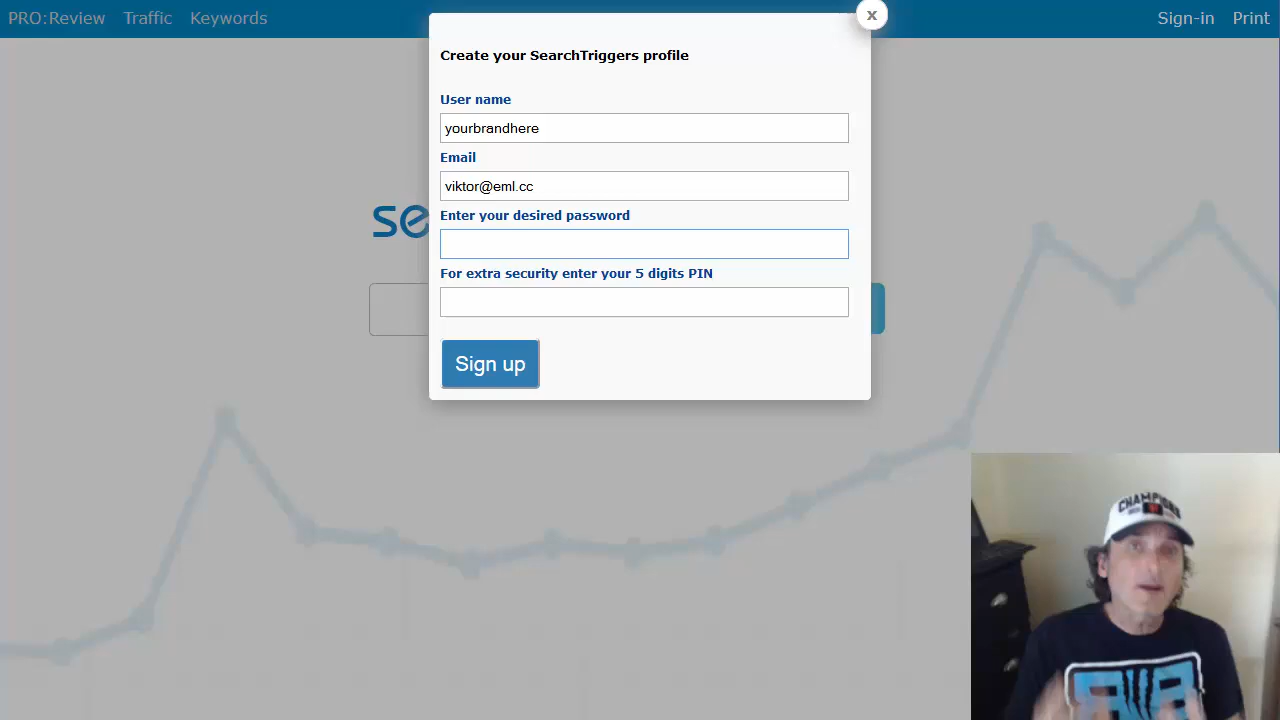 PRO:Review Traffic Keywords
Sign-in Print
x
Create your SearchTriggers profile
User name
yourbrandhere
Email
viktor@eml.cc
Enter your desired password
For extra security enter your 5 digits PIN
Sign up
se
CHAMPIONS